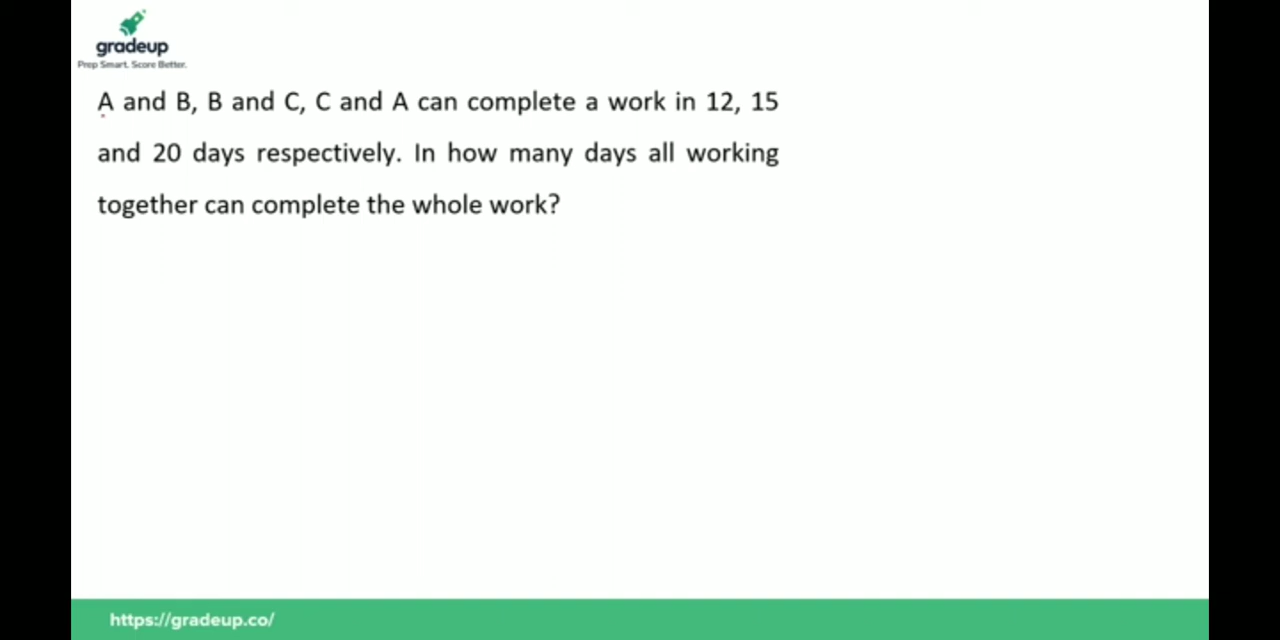 gradeup
Prep Smart. Score Better.
A and B, B and C, C and A can complete a work in 12, 15
and 20 days respectively. In how many days all working
together can complete the whole work?
https://gradeup.co/